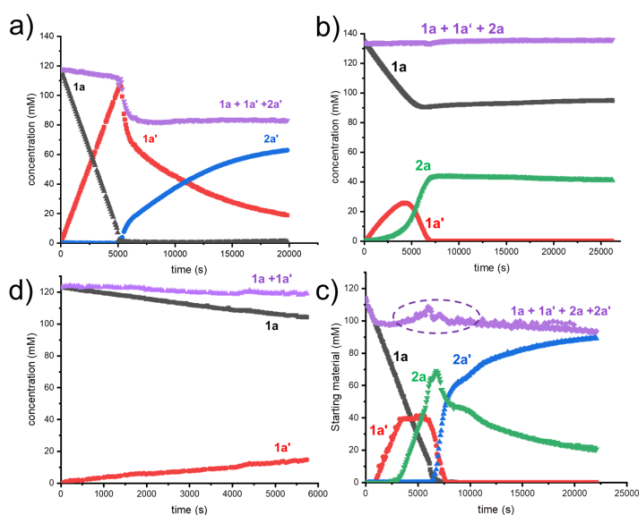 a)
140
120
100
80
60
40
20
0
concentration (mM)
0 5000 10000 15000 20000
time (s)
1a
1a + 1a' +2a'
1a'
2a'
b)
140
120
100
80
60
40
20
0
concentration (mM)
0 5000 10000 15000 20000 25000
time (s)
1a + 1a' + 2a
1a
2a
1a'
d)
140
120
100
80
60
40
20
0
concentration (mM)
0 1000 2000 3000 4000 5000 6000
time (s)
1a +1a'
1a
1a'
c)
140
120
100
80
60
40
20
0
Starting material (mM)
0 5000 10000 15000 20000 25000
time (s)
1a + 1a' + 2a +2a'
1a
2a'
2a
1a'